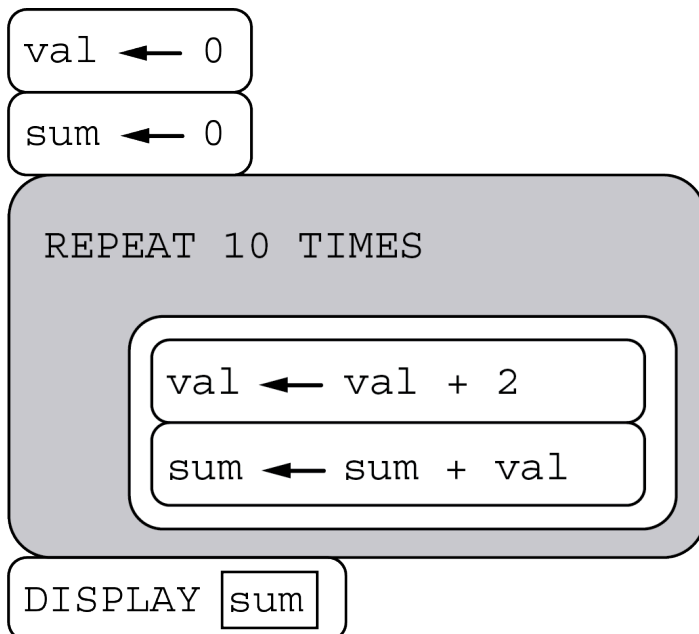 val ← 0
sum ← 0
REPEAT 10 TIMES
val ← val + 2
sum ← sum + val
DISPLAY sum